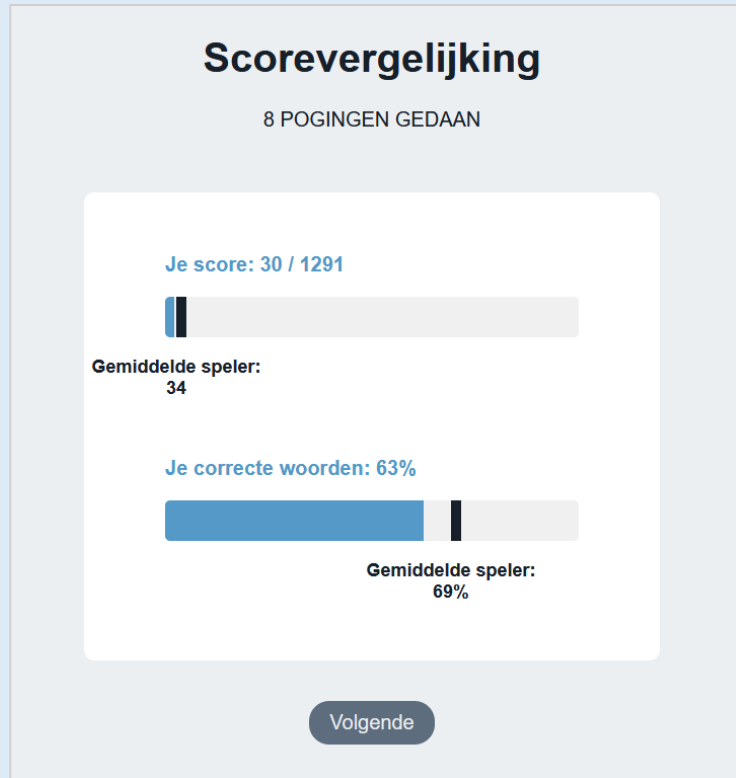 Scorevergelijking
8 POGINGEN GEDAAN
Je score: 30 / 1291
Gemiddelde speler:
34
Je correcte woorden: 63%
Gemiddelde speler:
69%
Volgende